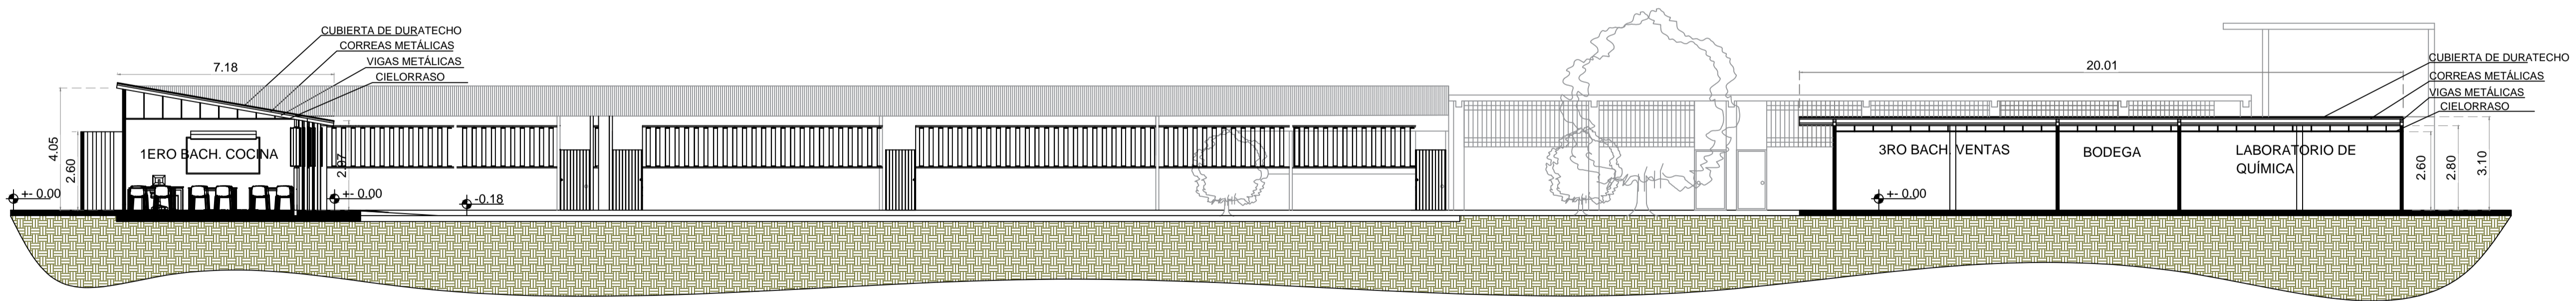 CUBIERTA DE DURATECHO
CORREAS METÁLICAS
VIGAS METÁLICAS
CIELORRASO
7.18
4.05
2.60
1ERO BACH. COCINA
2.87
+- 0.00
+- 0.00
-0.18
20.01
CUBIERTA DE DURATECHO
CORREAS METÁLICAS
VIGAS METÁLICAS
CIELORRASO
3RO BACH. VENTAS
BODEGA
LABORATORIO DE
QUÍMICA
+- 0.00
2.60
2.80
3.10